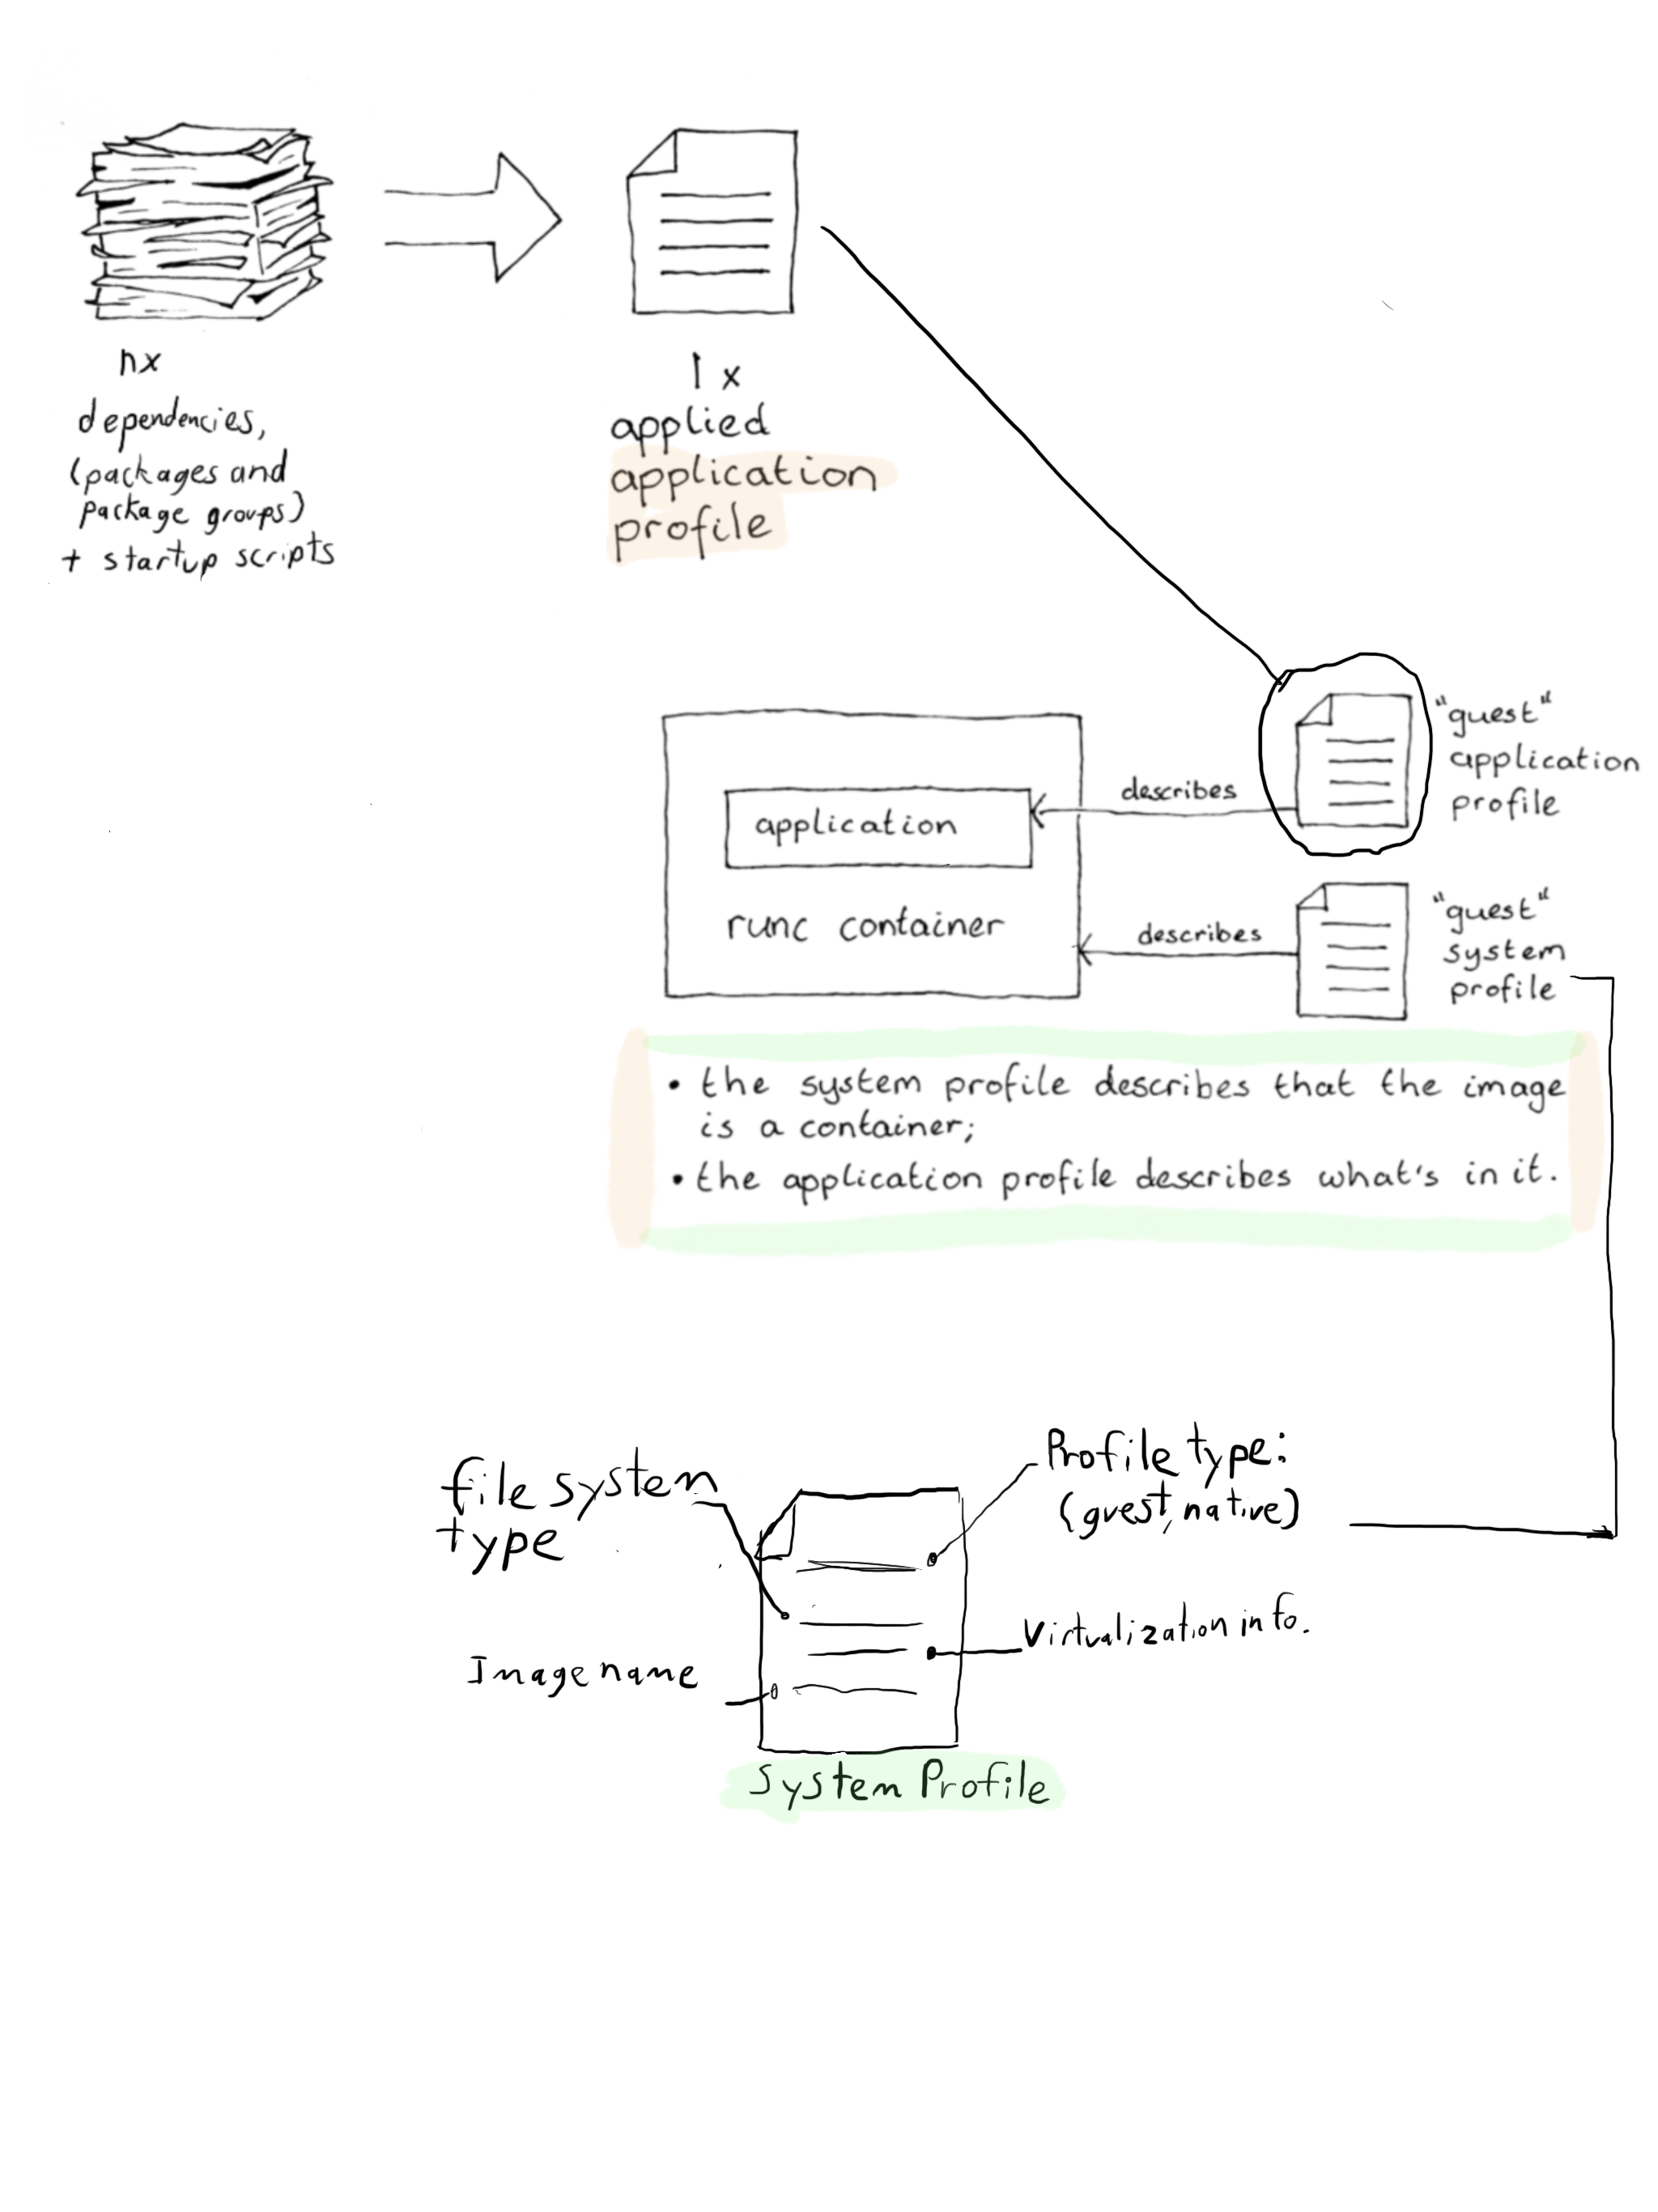 nx
dependencies,
(packages and
package groups)
+ startup scripts
1x
applied
application
profile
"guest"
application
profile
describes
application
runc container
describes
"guest"
system
profile
• the system profile describes that the image
is a container;
• the application profile describes what's in it.
file system
type
Profile type:
(guest, native)
Virtualization info.
Image name
System Profile